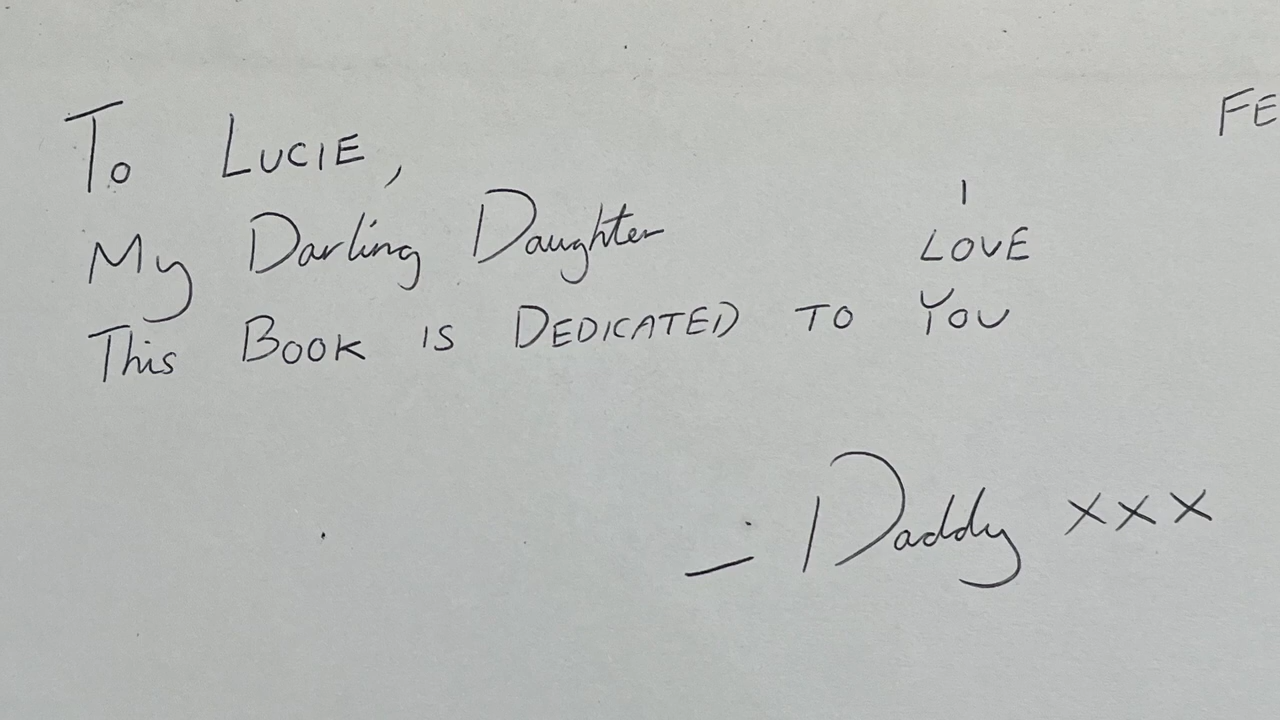 To LUCIE,
My Darling Daughter
This BOOK IS DEDICATED TO YOU
I
LOVE
- Daddy xxx
FE